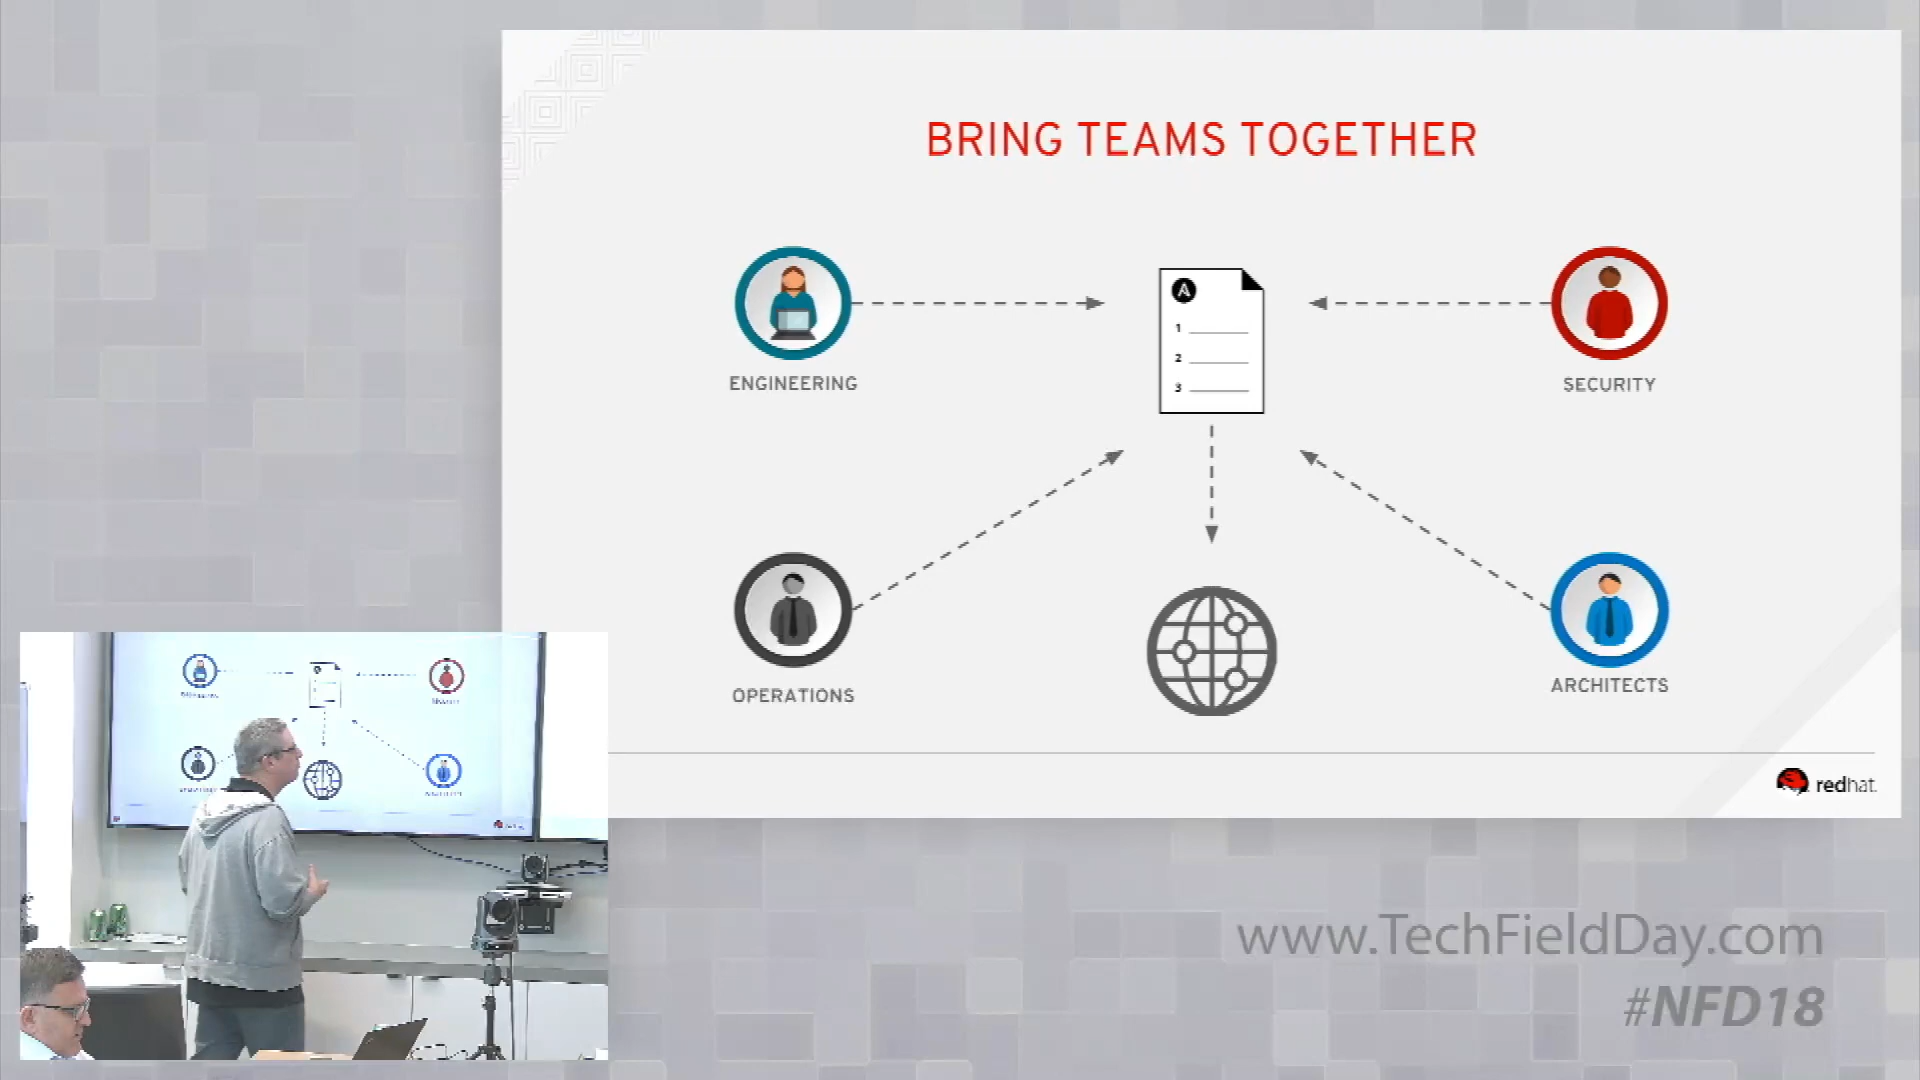 BRING TEAMS TOGETHER
A
1
2
3
ENGINEERING
SECURITY
OPERATIONS
ARCHITECTS
redhat.
www.TechFieldDay.com
#NFD18